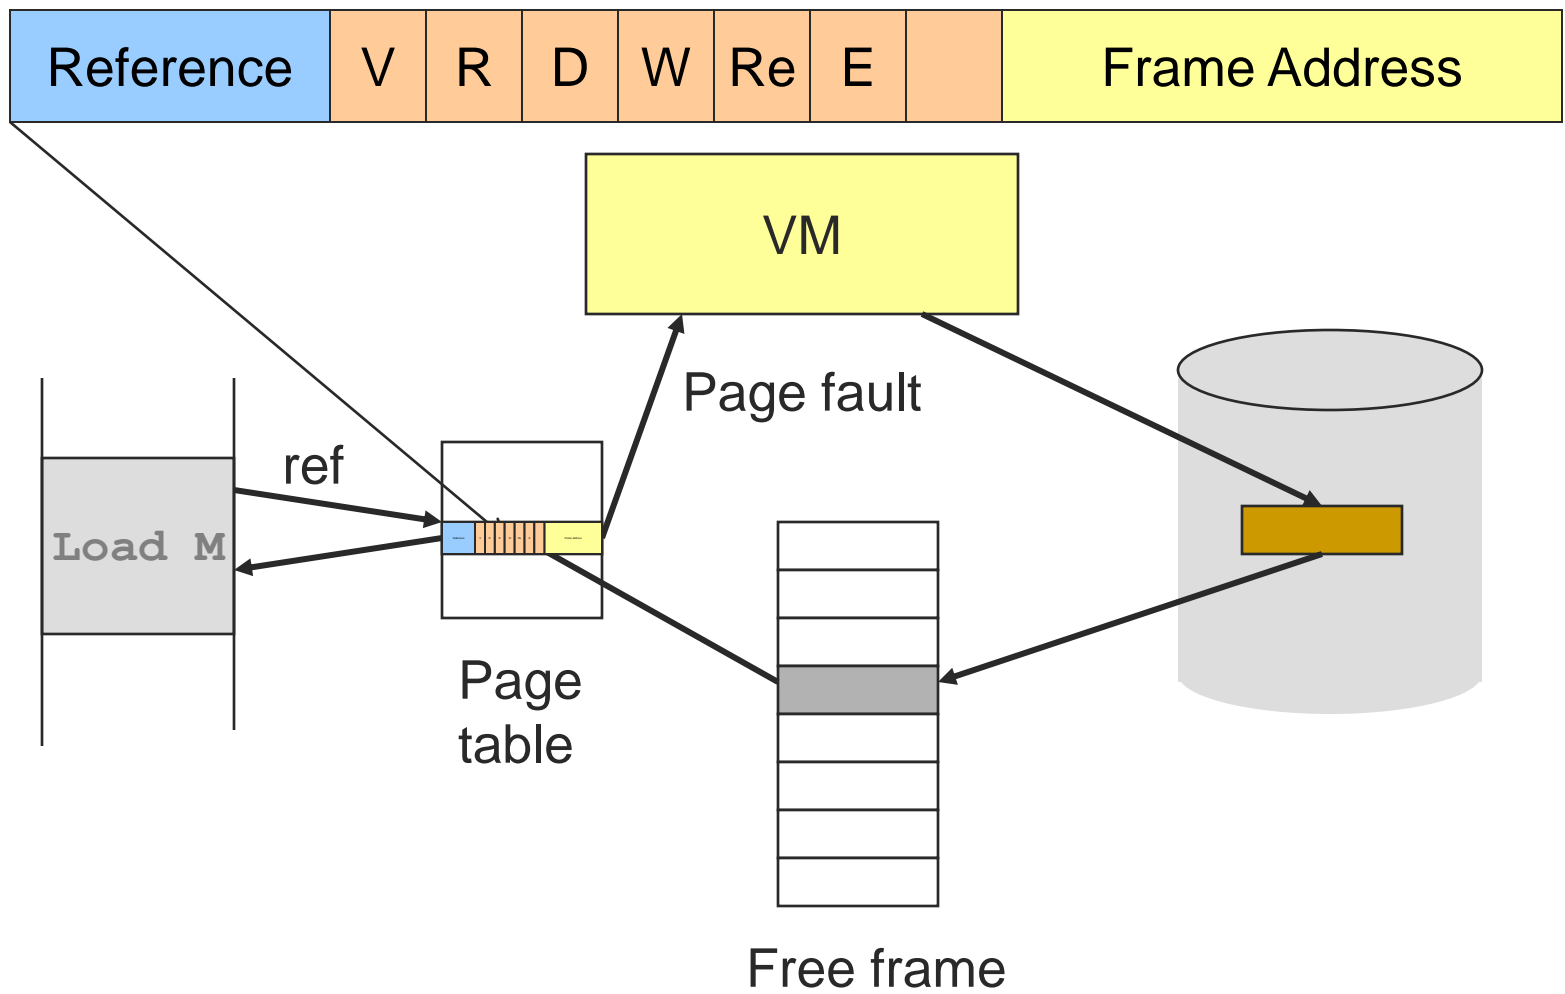 Reference V R D W Re E Frame Address
VM
Page fault
ref
Load M
Page
table
Free frame